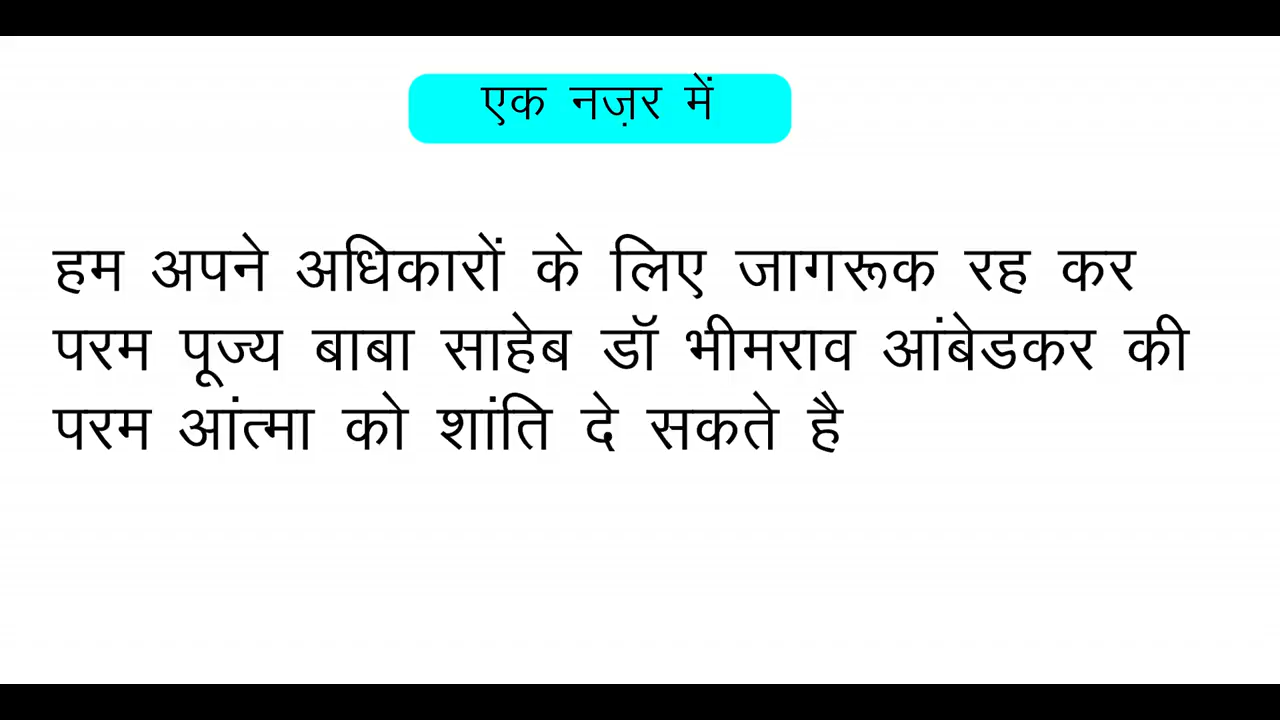 एक नज़र में
हम अपने अधिकारों के लिए जागरूक रह कर
परम पूज्य बाबा साहेब डॉ भीमराव आंबेडकर की
परम आंत्मा को शांति दे सकते है